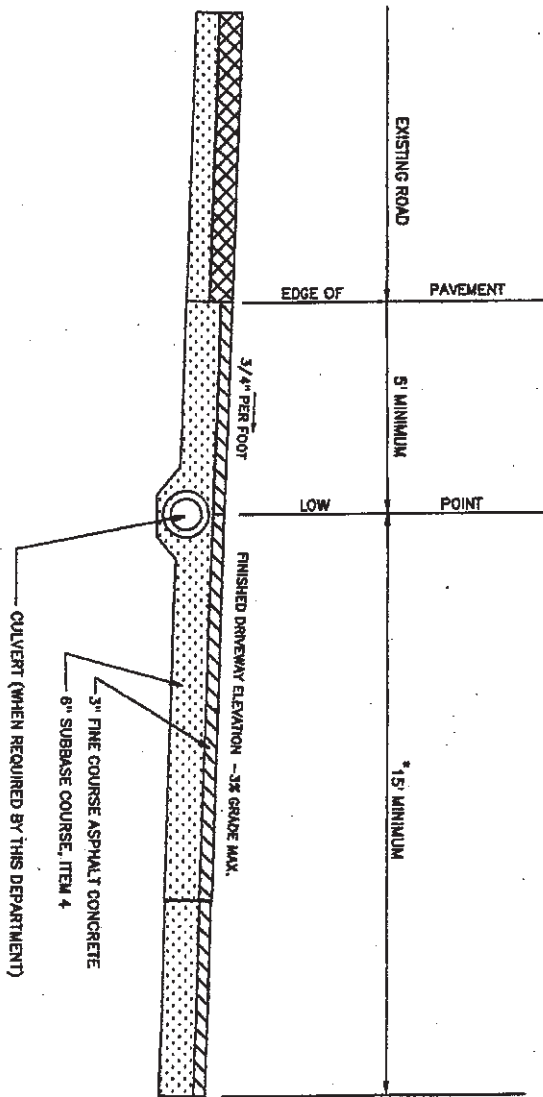 EXISTING ROAD
EDGE OF PAVEMENT
5' MINIMUM
3/4" PER FOOT
LOW POINT
FINISHED DRIVEWAY ELEVATION -3% GRADE MAX.
*15' MINIMUM
3" FINE COURSE ASPHALT CONCRETE
6" SUBBASE COURSE, ITEM 4
CULVERT (WHEN REQUIRED BY THIS DEPARTMENT)